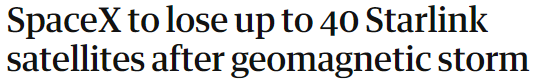 SpaceX to lose up to 40 Starlink
satellites after geomagnetic storm